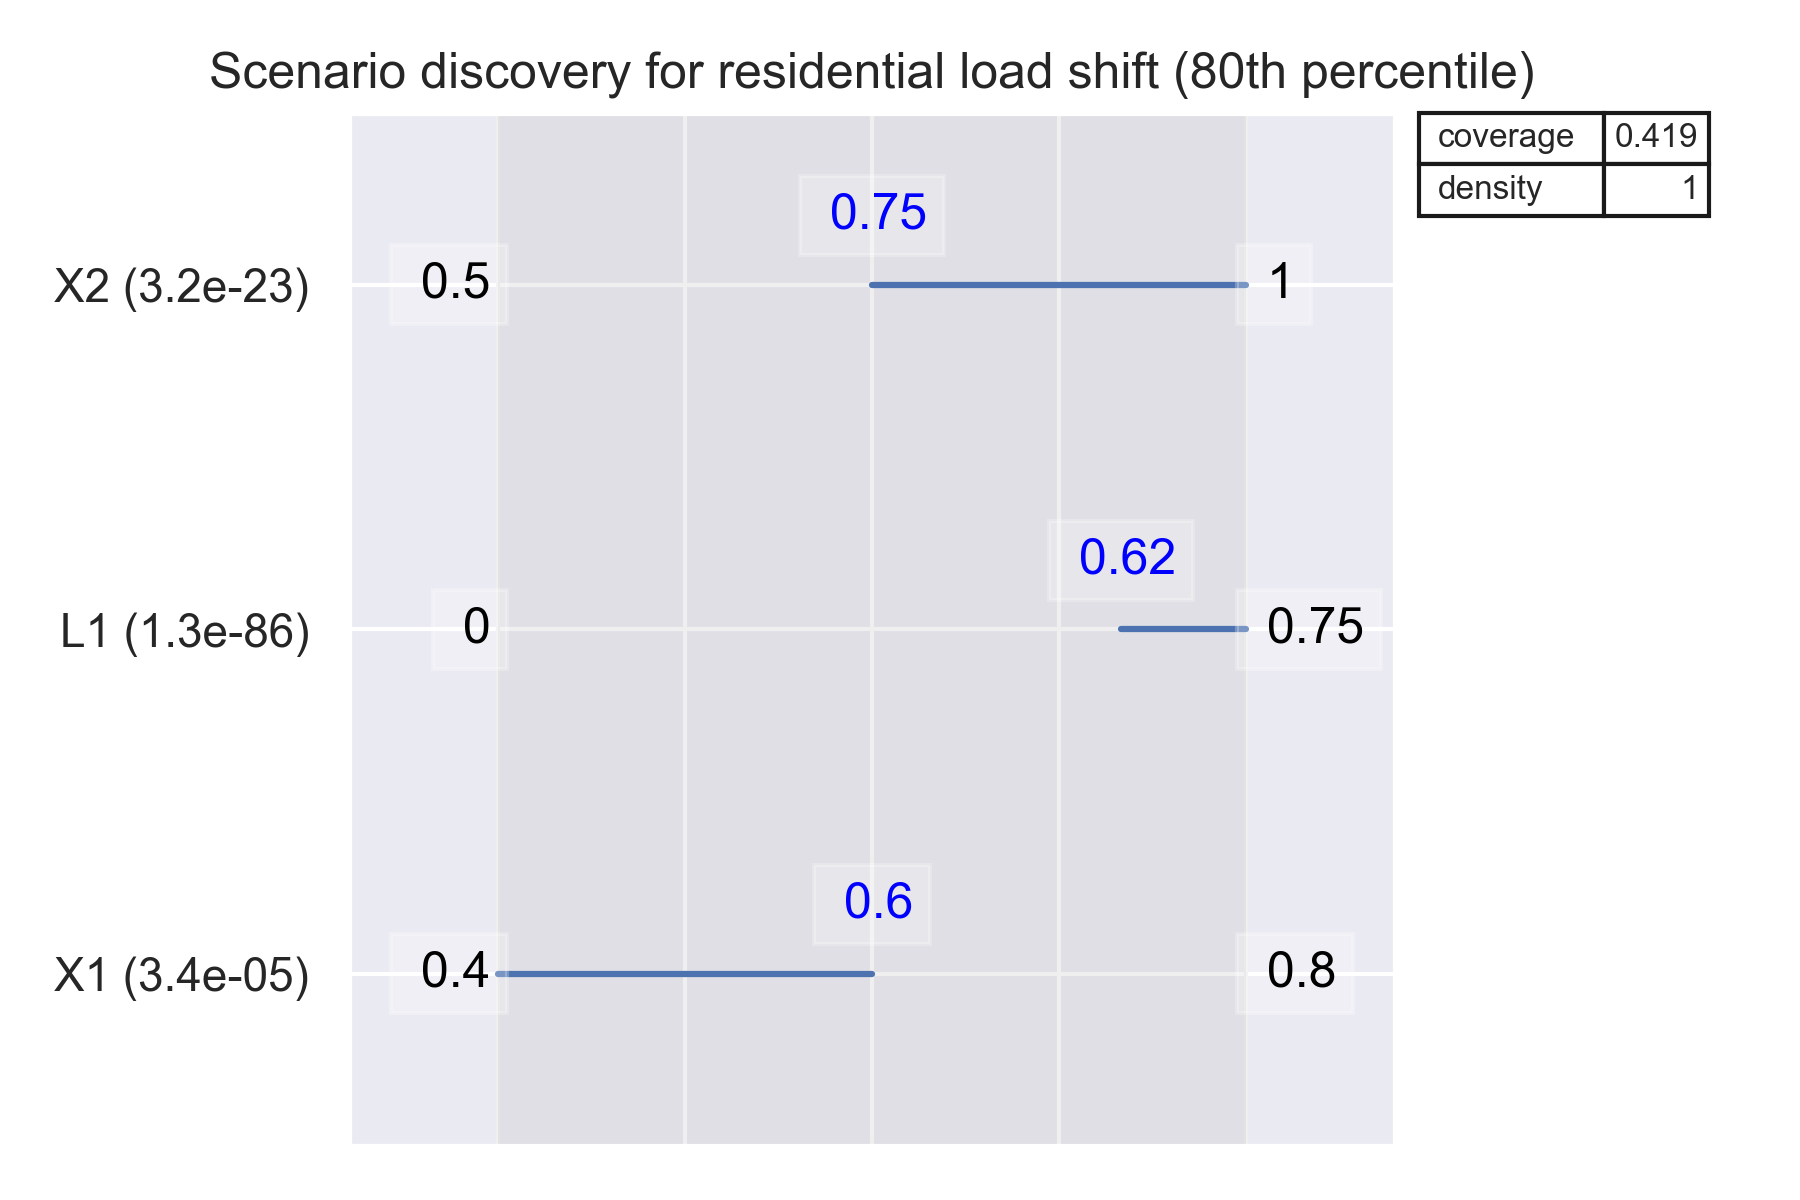 Scenario discovery for residential load shift (80th percentile)
coverage 0.419
density 1
0.75
X2 (3.2e-23) 0.5 1
0.62
L1 (1.3e-86) 0 0.75
0.6
X1 (3.4e-05) 0.4 0.8